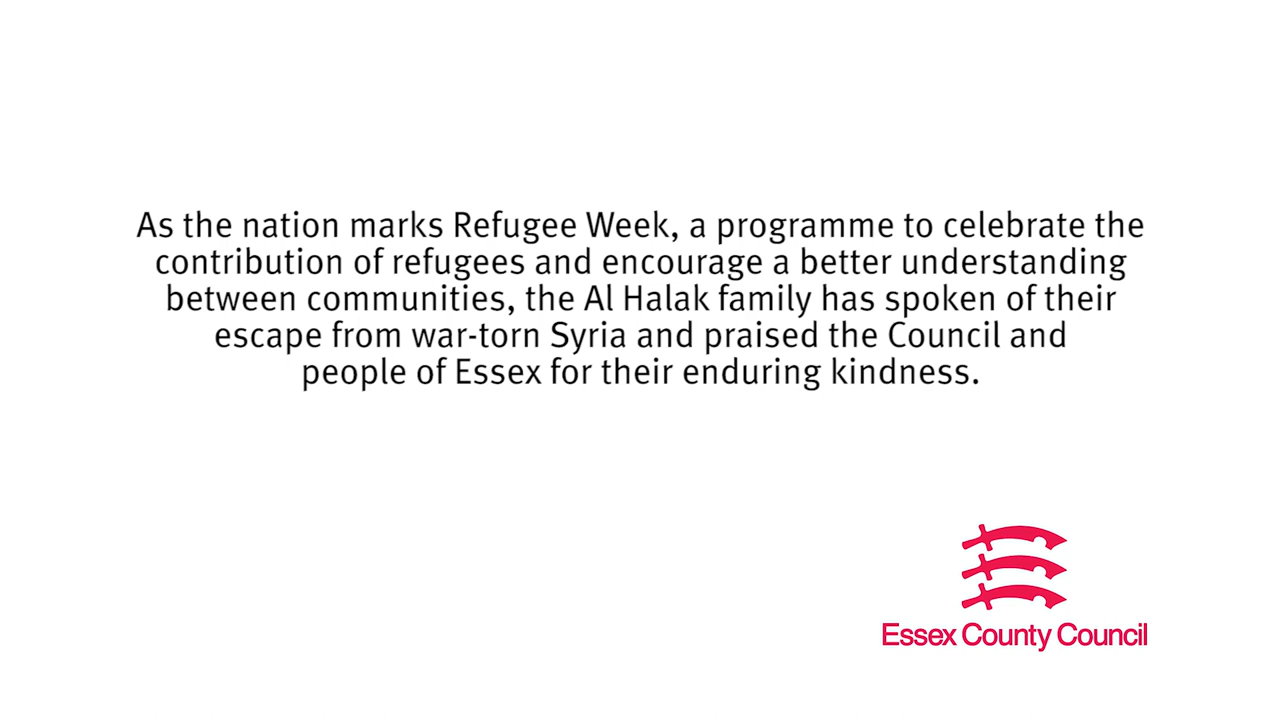 As the nation marks Refugee Week, a programme to celebrate the
contribution of refugees and encourage a better understanding
between communities, the Al Halak family has spoken of their
escape from war-torn Syria and praised the Council and
people of Essex for their enduring kindness.
Essex County Council